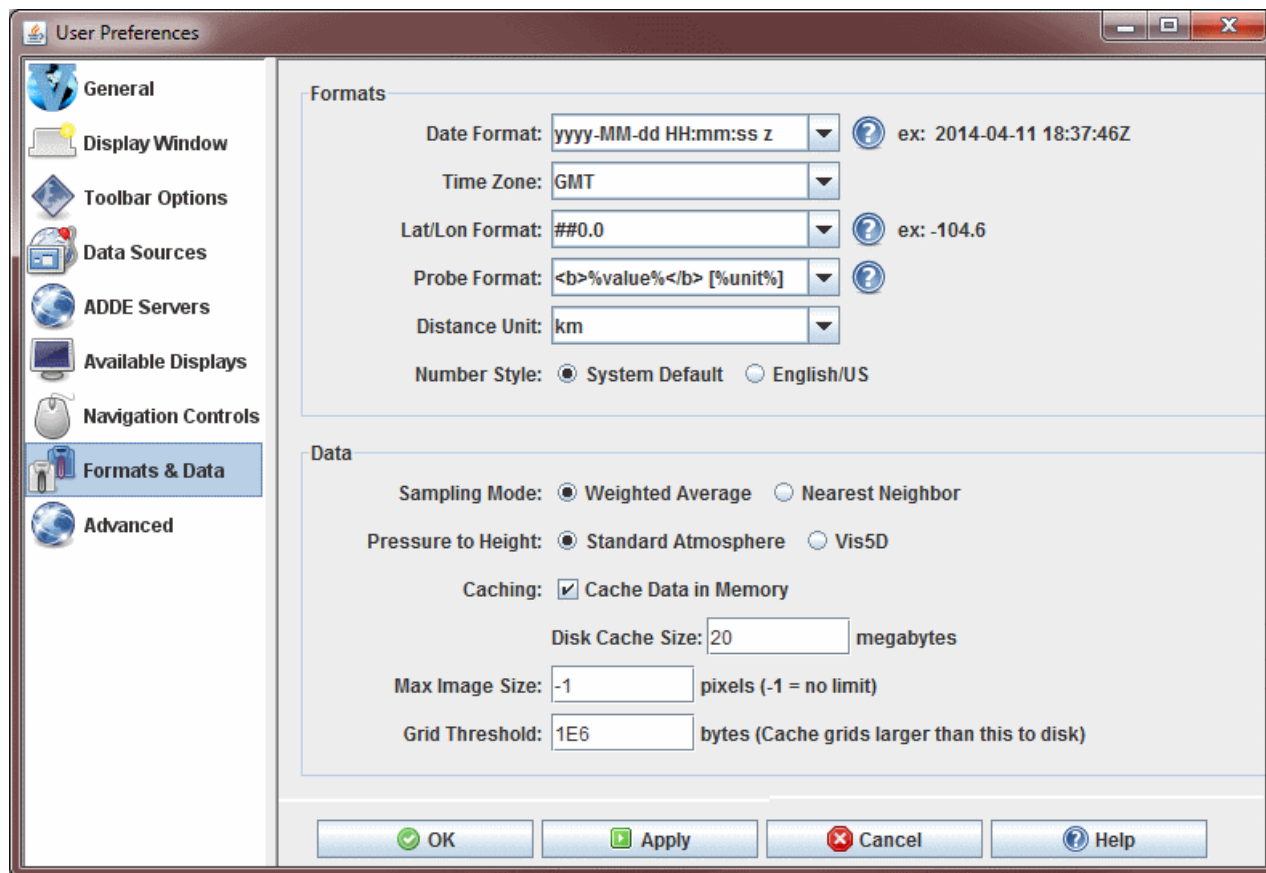 User Preferences
General
Display Window
Toolbar Options
Data Sources
ADDE Servers
Available Displays
Navigation Controls
Formats & Data
Advanced
Formats
Date Format: yyyy-MM-dd HH:mm:ss z ex: 2014-04-11 18:37:46Z
Time Zone: GMT
Lat/Lon Format: ##0.0 ex: -104.6
Probe Format: <b>%value%</b> [%unit%]
Distance Unit: km
Number Style: System Default English/US
Data
Sampling Mode: Weighted Average Nearest Neighbor
Pressure to Height: Standard Atmosphere Vis5D
Caching: Cache Data in Memory
Disk Cache Size: 20 megabytes
Max Image Size: -1 pixels (-1 = no limit)
Grid Threshold: 1E6 bytes (Cache grids larger than this to disk)
OK Apply Cancel Help